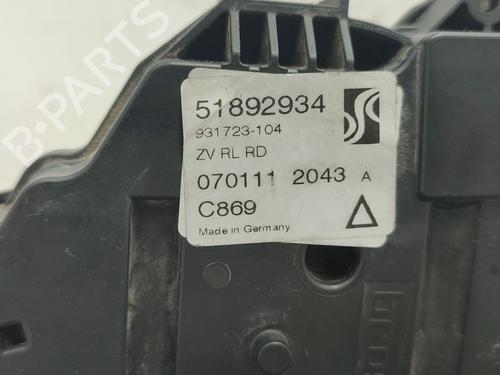 51892934
931723-104
ZV RL RD
070111 2043 A
C869
Made in Germany
B-PARTS